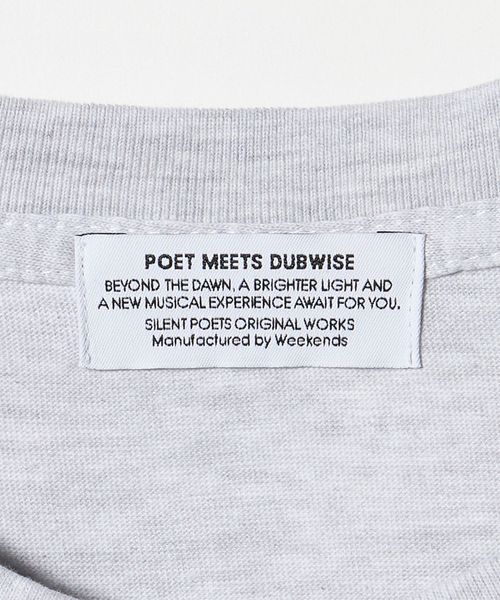 POET MEETS DUBWISE
BEYOND THE DAWN, A BRIGHTER LIGHT AND
A NEW MUSICAL EXPERIENCE AWAIT FOR YOU.
SILENT POETS ORIGINAL WORKS
Manufactured by Weekends